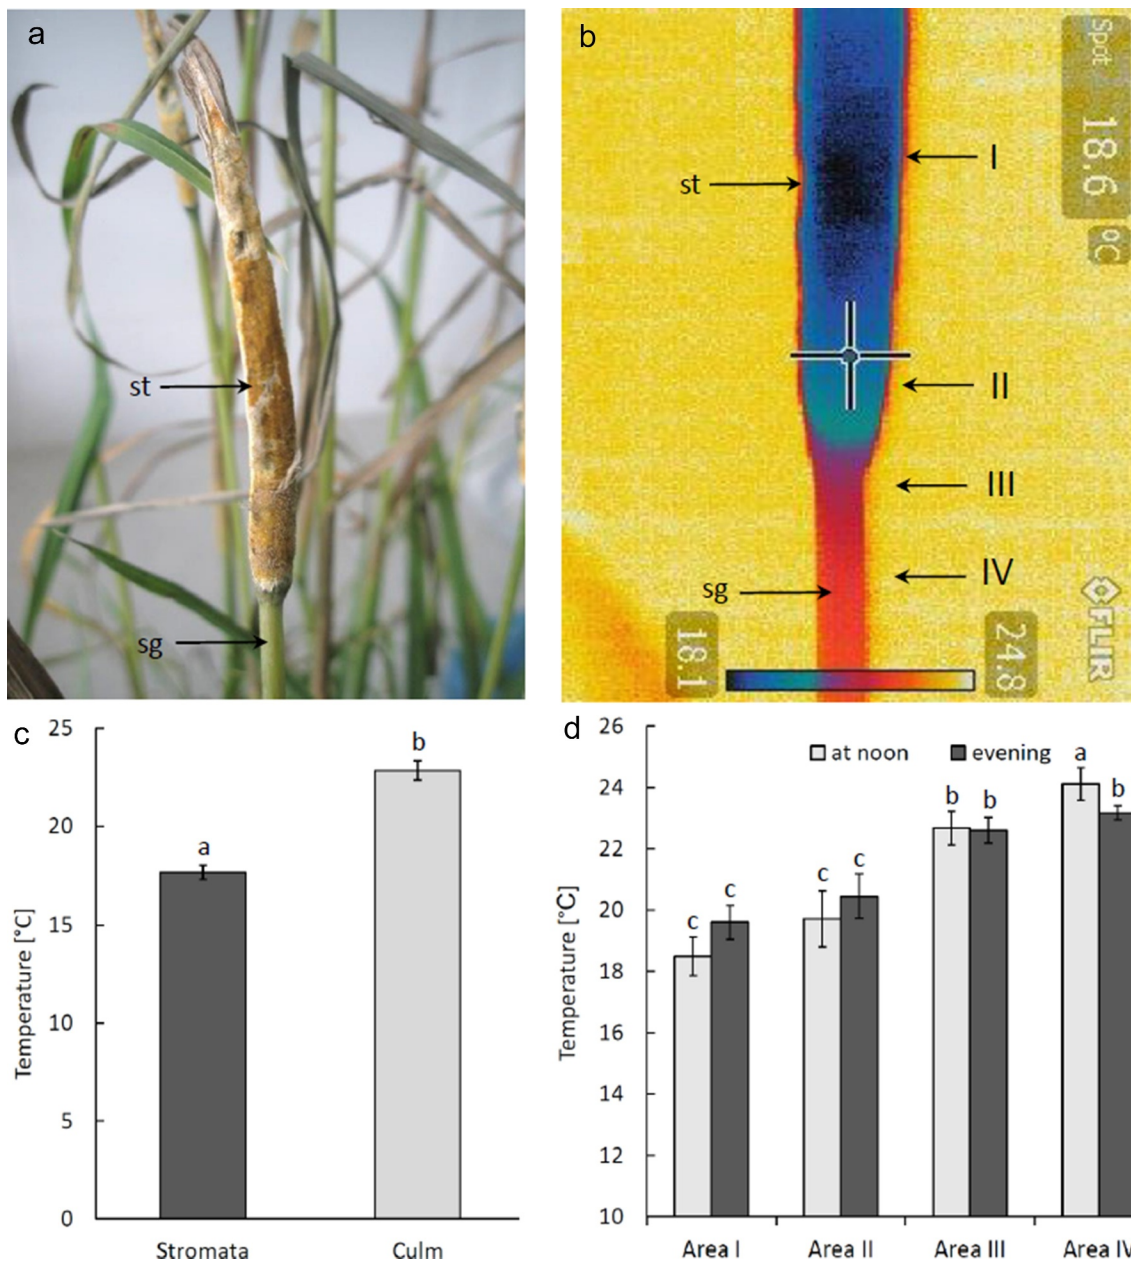 a
st
sg
b
Spot 18.6 °C
I
st
II
III
IV
sg
18.1
24.8
FLIR
c
25
20
15
10
5
0
Temperature [°C]
a
b
Stromata
Culm
d
26
24
22
20
18
16
14
12
10
Temperature [°C]
at noon
evening
c
c
c
c
b
b
a
b
Area I
Area II
Area III
Area IV